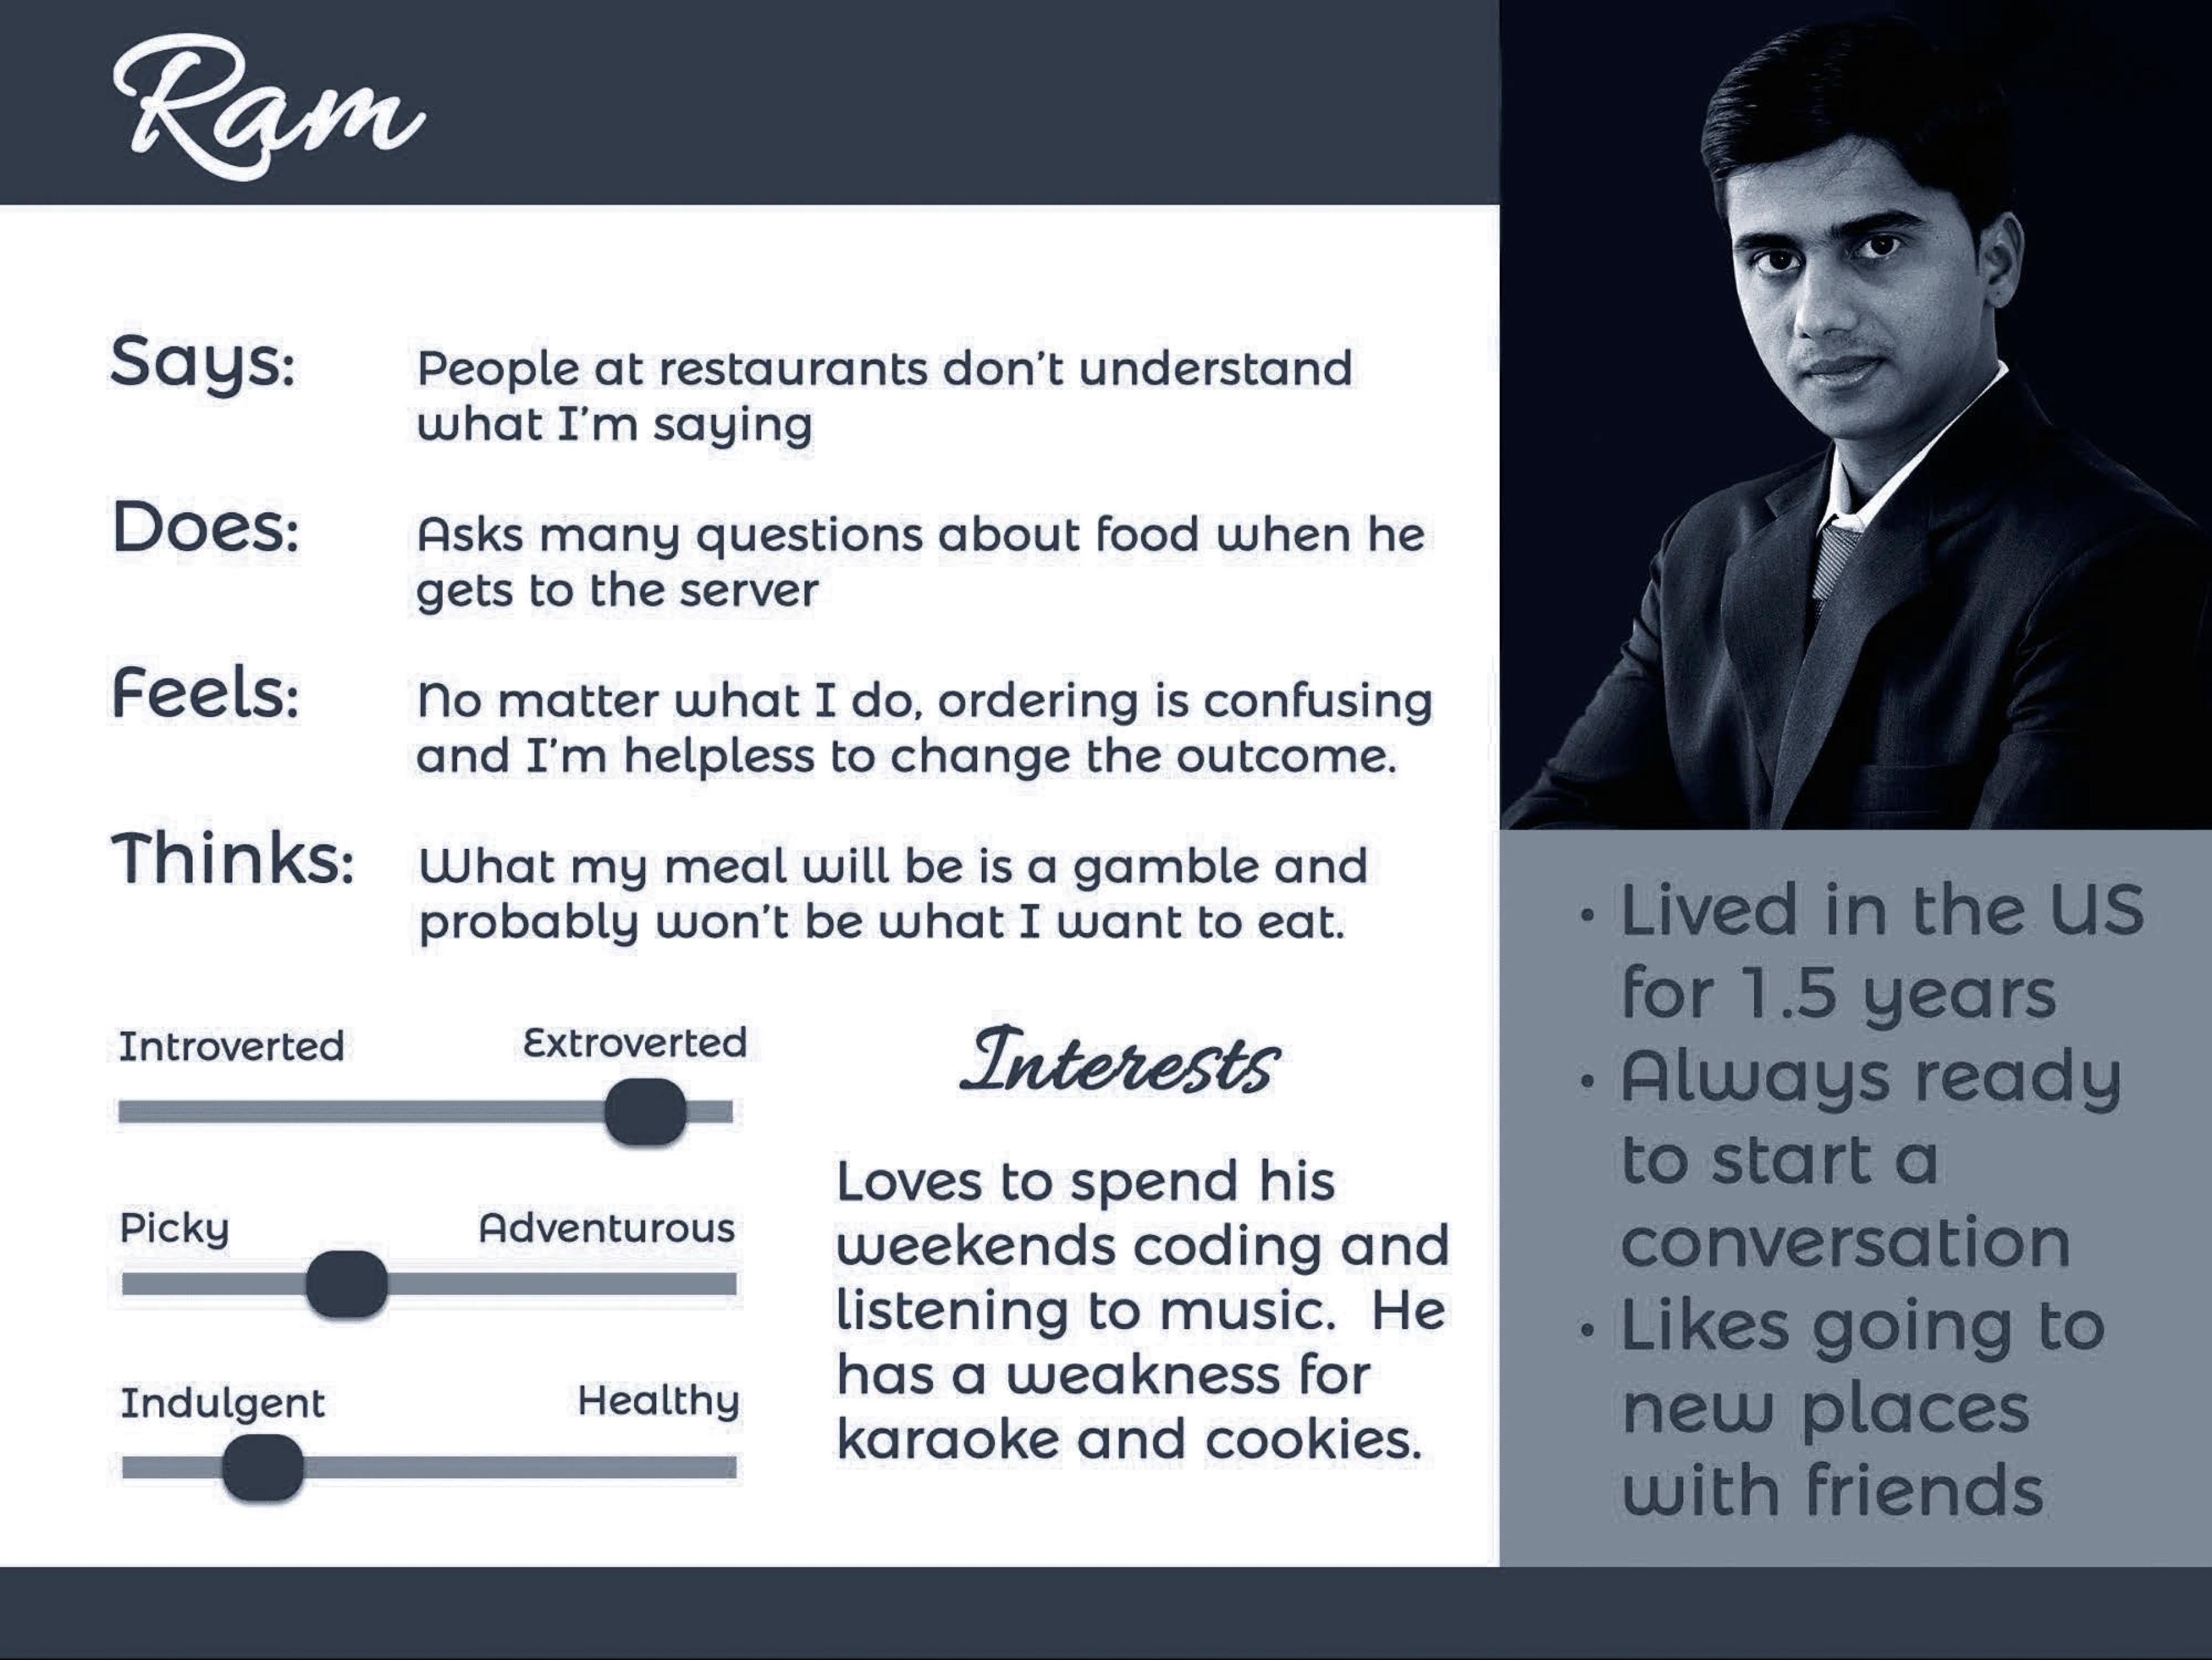 Ram
Says:
People at restaurants don't understand
what I'm saying
Does:
Asks many questions about food when he
gets to the server
Feels:
No matter what I do, ordering is confusing
and I'm helpless to change the outcome.
Thinks:
What my meal will be is a gamble and
probably won't be what I want to eat.
Introverted Extroverted
Picky Adventurous
Indulgent Healthy
Interests
Loves to spend his
weekends coding and
listening to music.  He
has a weakness for
karaoke and cookies.
• Lived in the US
for 1.5 years
• Always ready
to start a
conversation
• Likes going to
new places
with friends